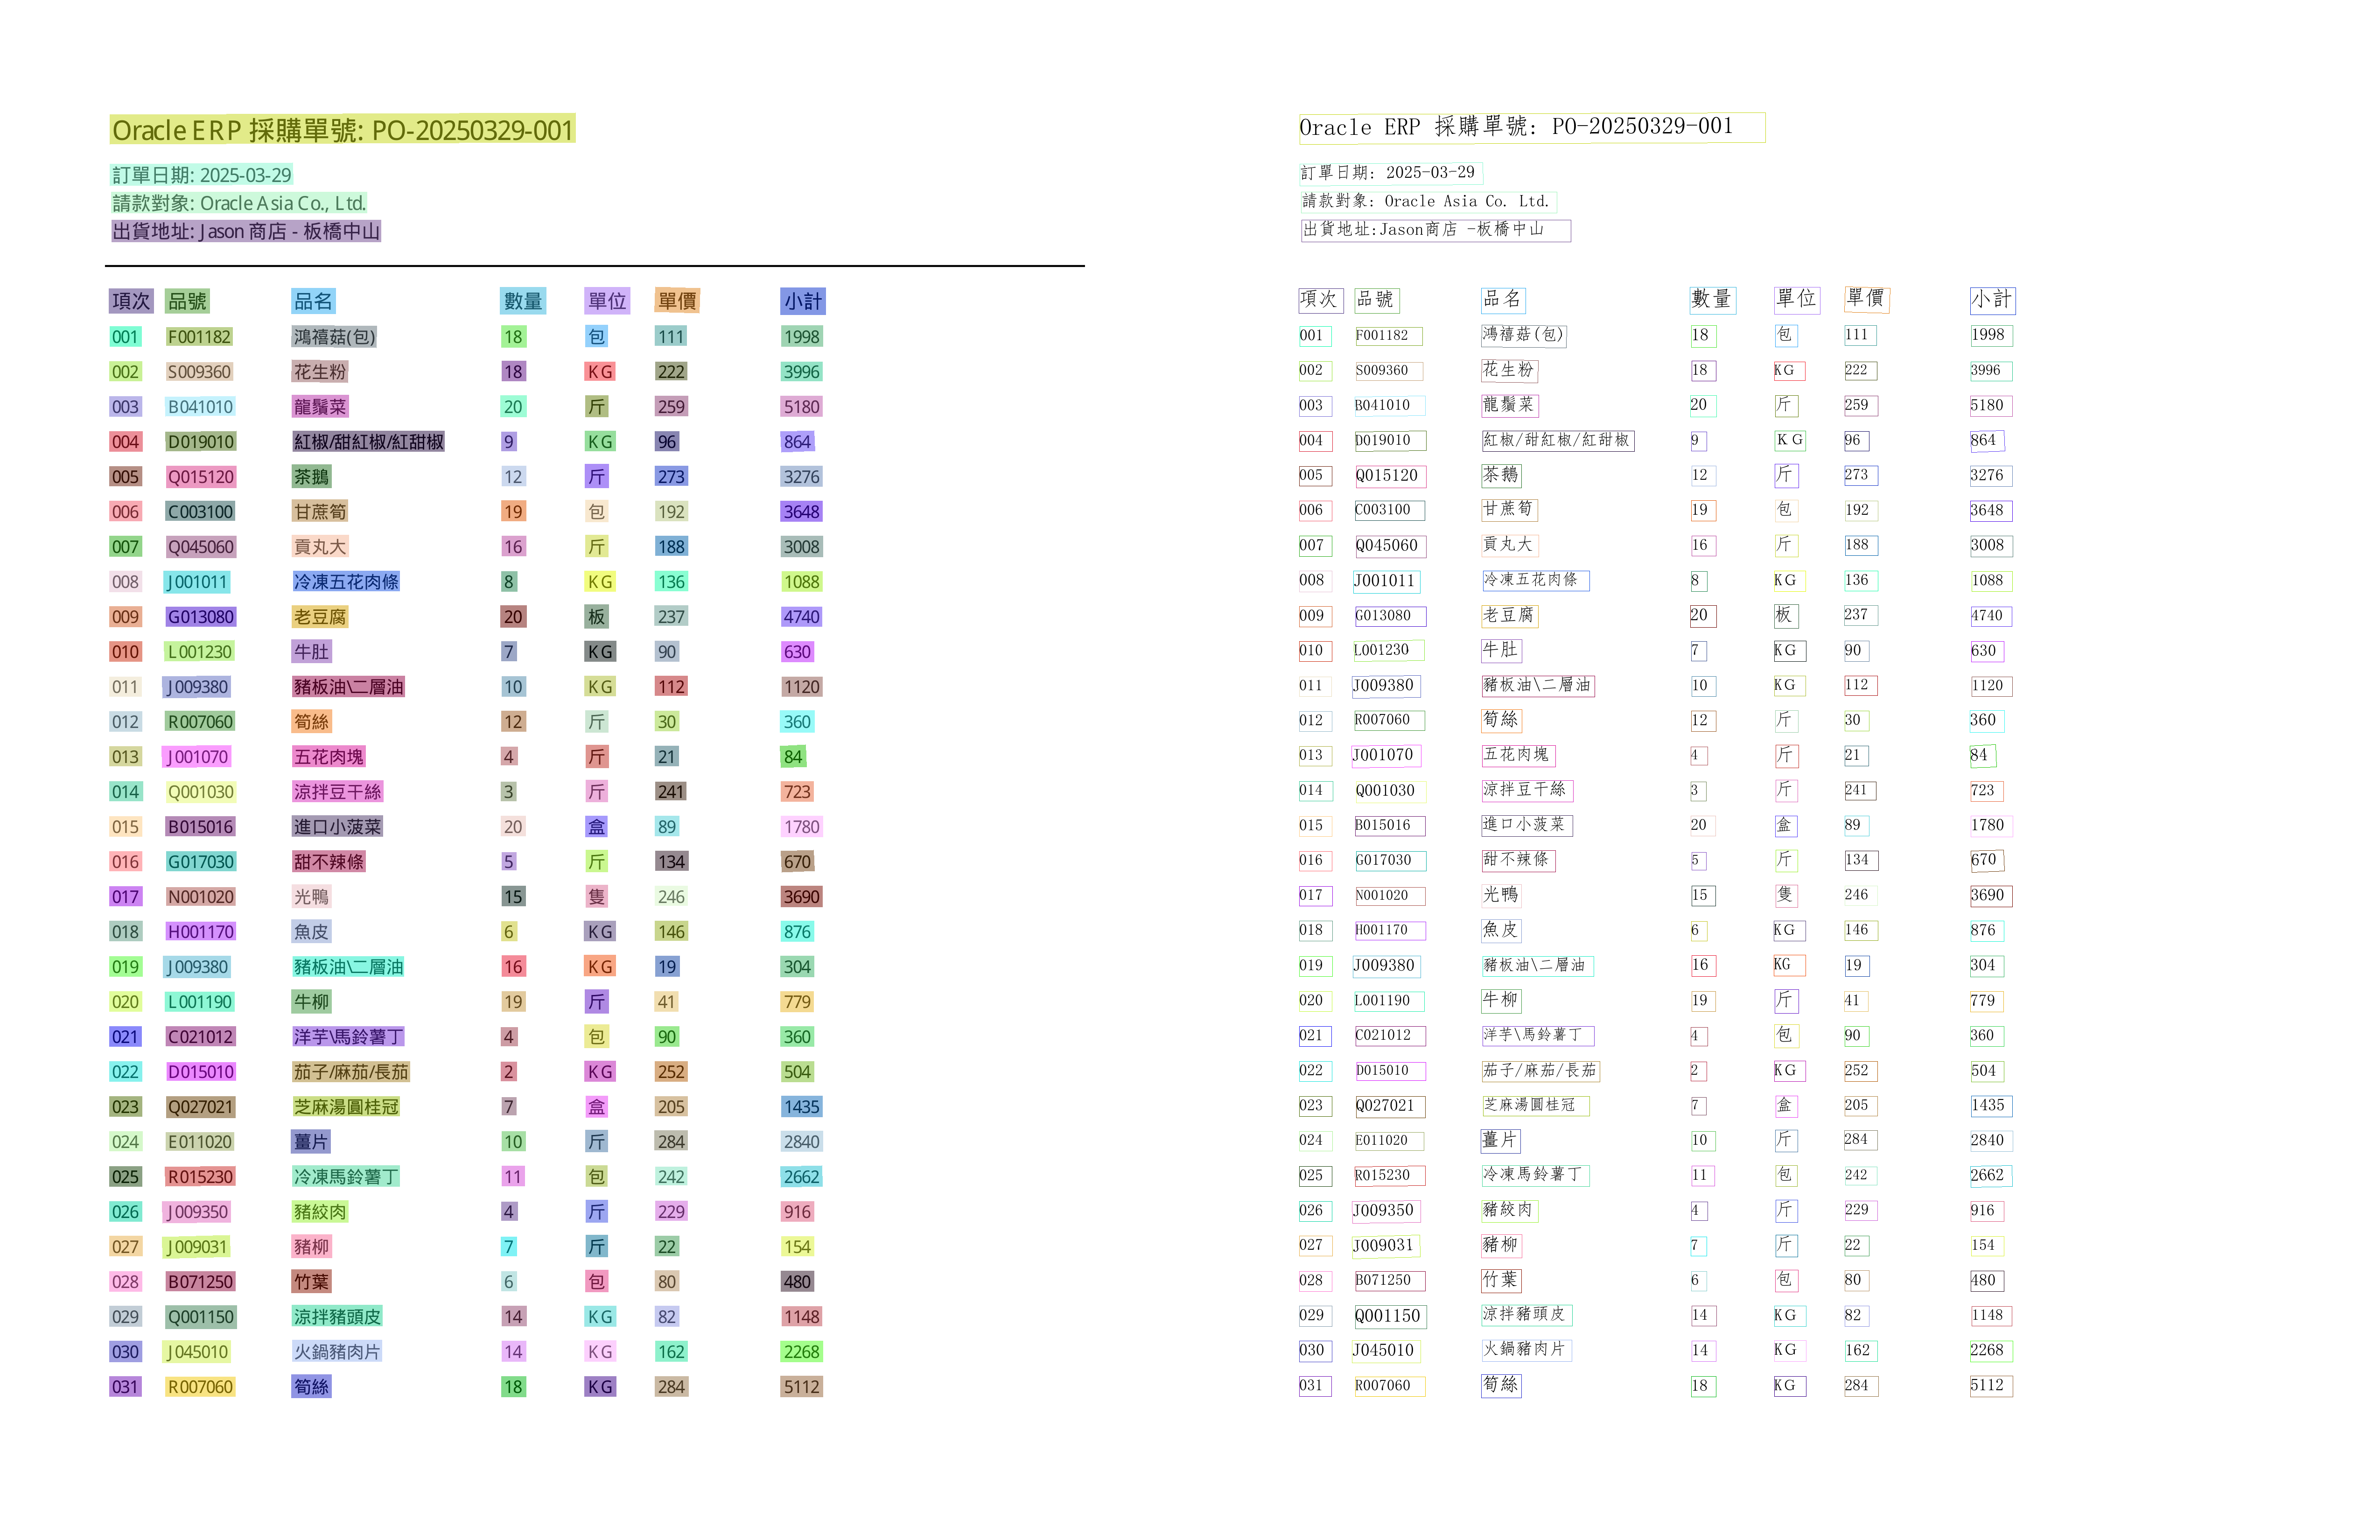 Oracle ERP 採購單號: PO-20250329-001
訂單日期: 2025-03-29
請款對象: Oracle Asia Co., Ltd.
出貨地址: Jason 商店 - 板橋中山
項次 品號 品名 數量 單位 單價 小計
001 F001182 鴻禧菇(包) 18 包 111 1998
002 S009360 花生粉 18 KG 222 3996
003 B041010 龍鬚菜 20 斤 259 5180
004 D019010 紅椒/甜紅椒/紅甜椒 9 KG 96 864
005 Q015120 茶鵝 12 斤 273 3276
006 C003100 甘蔗筍 19 包 192 3648
007 Q045060 貢丸大 16 斤 188 3008
008 J001011 冷凍五花肉條 8 KG 136 1088
009 G013080 老豆腐 20 板 237 4740
010 L001230 牛肚 7 KG 90 630
011 J009380 豬板油\二層油 10 KG 112 1120
012 R007060 筍絲 12 斤 30 360
013 J001070 五花肉塊 4 斤 21 84
014 Q001030 涼拌豆干絲 3 斤 241 723
015 B015016 進口小菠菜 20 盒 89 1780
016 G017030 甜不辣條 5 斤 134 670
017 N001020 光鴨 15 隻 246 3690
018 H001170 魚皮 6 KG 146 876
019 J009380 豬板油\二層油 16 KG 19 304
020 L001190 牛柳 19 斤 41 779
021 C021012 洋芋\馬鈴薯丁 4 包 90 360
022 D015010 茄子/麻茄/長茄 2 KG 252 504
023 Q027021 芝麻湯圓桂冠 7 盒 205 1435
024 E011020 薑片 10 斤 284 2840
025 R015230 冷凍馬鈴薯丁 11 包 242 2662
026 J009350 豬絞肉 4 斤 229 916
027 J009031 豬柳 7 斤 22 154
028 B071250 竹葉 6 包 80 480
029 Q001150 涼拌豬頭皮 14 KG 82 1148
030 J045010 火鍋豬肉片 14 KG 162 2268
031 R007060 筍絲 18 KG 284 5112
Oracle ERP 採購單號: PO-20250329-001
訂單日期: 2025-03-29
請款對象: Oracle Asia Co. Ltd.
出貨地址:Jason商店 -板橋中山
項次 品號 品名 數量 單位 單價 小計
001 F001182 鴻禧菇(包) 18 包 111 1998
002 S009360 花生粉 18 KG 222 3996
003 B041010 龍鬚菜 20 斤 259 5180
004 D019010 紅椒/甜紅椒/紅甜椒 9 KG 96 864
005 Q015120 茶鵝 12 斤 273 3276
006 C003100 甘蔗筍 19 包 192 3648
007 Q045060 貢丸大 16 斤 188 3008
008 J001011 冷凍五花肉條 8 KG 136 1088
009 G013080 老豆腐 20 板 237 4740
010 L001230 牛肚 7 KG 90 630
011 J009380 豬板油\二層油 10 KG 112 1120
012 R007060 筍絲 12 斤 30 360
013 J001070 五花肉塊 4 斤 21 84
014 Q001030 涼拌豆干絲 3 斤 241 723
015 B015016 進口小菠菜 20 盒 89 1780
016 G017030 甜不辣條 5 斤 134 670
017 N001020 光鴨 15 隻 246 3690
018 H001170 魚皮 6 KG 146 876
019 J009380 豬板油\二層油 16 KG 19 304
020 L001190 牛柳 19 斤 41 779
021 C021012 洋芋\馬鈴薯丁 4 包 90 360
022 D015010 茄子/麻茄/長茄 2 KG 252 504
023 Q027021 芝麻湯圓桂冠 7 盒 205 1435
024 E011020 薑片 10 斤 284 2840
025 R015230 冷凍馬鈴薯丁 11 包 242 2662
026 J009350 豬絞肉 4 斤 229 916
027 J009031 豬柳 7 斤 22 154
028 B071250 竹葉 6 包 80 480
029 Q001150 涼拌豬頭皮 14 KG 82 1148
030 J045010 火鍋豬肉片 14 KG 162 2268
031 R007060 筍絲 18 KG 284 5112